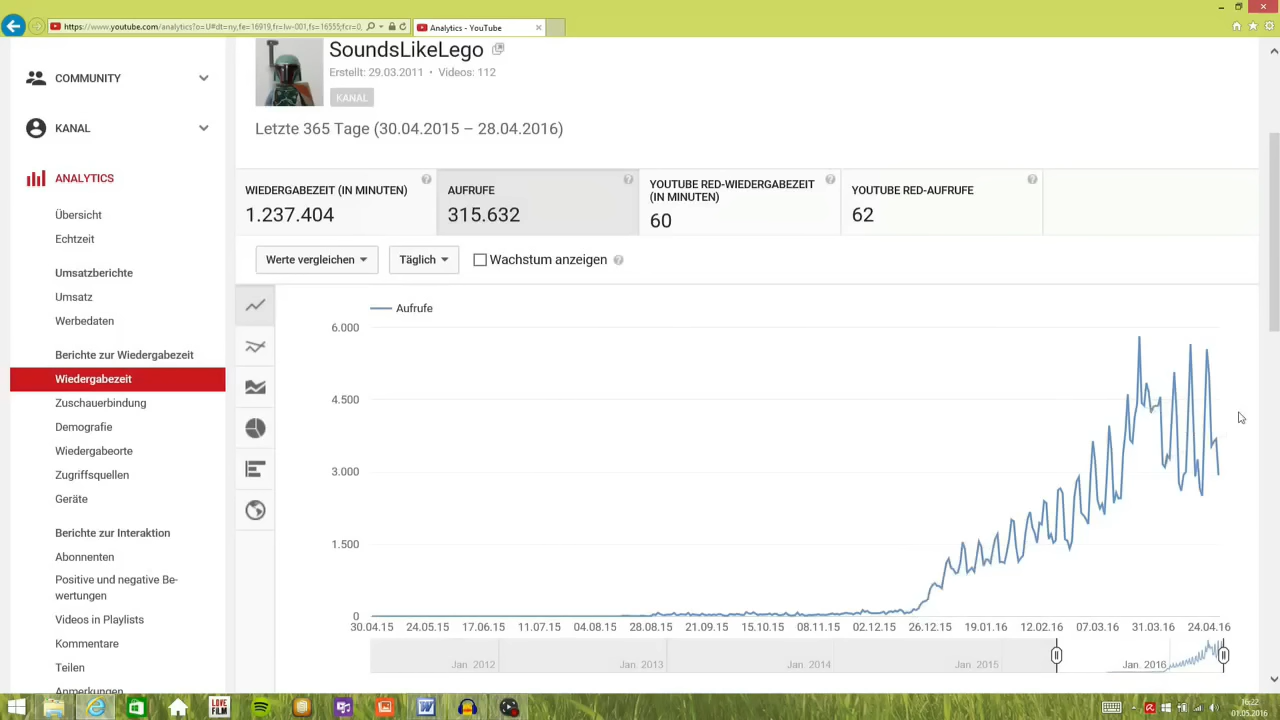 https://www.youtube.com/analytics?o=U#dt=ny,fe=16919,fr=lw-001,fs=16555;fcr=0,
Analytics - YouTube
SoundsLikeLego
Erstellt: 29.03.2011 • Videos: 112
KANAL
Letzte 365 Tage (30.04.2015 – 28.04.2016)
COMMUNITY
KANAL
ANALYTICS
Übersicht
Echtzeit
Umsatzberichte
Umsatz
Werbedaten
Berichte zur Wiedergabezeit
Wiedergabezeit
Zuschauerbindung
Demografie
Wiedergabeorte
Zugriffsquellen
Geräte
Berichte zur Interaktion
Abonnenten
Positive und negative Be-
wertungen
Videos in Playlists
Kommentare
Teilen
Anmerkungen
WIEDERGABEZEIT (IN MINUTEN)
1.237.404
AUFRUFE
315.632
YOUTUBE RED-WIEDERGABEZEIT
(IN MINUTEN)
60
YOUTUBE RED-AUFRUFE
62
Werte vergleichen
Täglich
Wachstum anzeigen
Aufrufe
6.000
4.500
3.000
1.500
0
30.04.15 24.05.15 17.06.15 11.07.15 04.08.15 28.08.15 21.09.15 15.10.15 08.11.15 02.12.15 26.12.15 19.01.16 12.02.16 07.03.16 31.03.16 24.04.16
Jan. 2012 Jan. 2013 Jan. 2014 Jan. 2015 Jan. 2016
LOVE
FiLM
16:22
01.05.2016